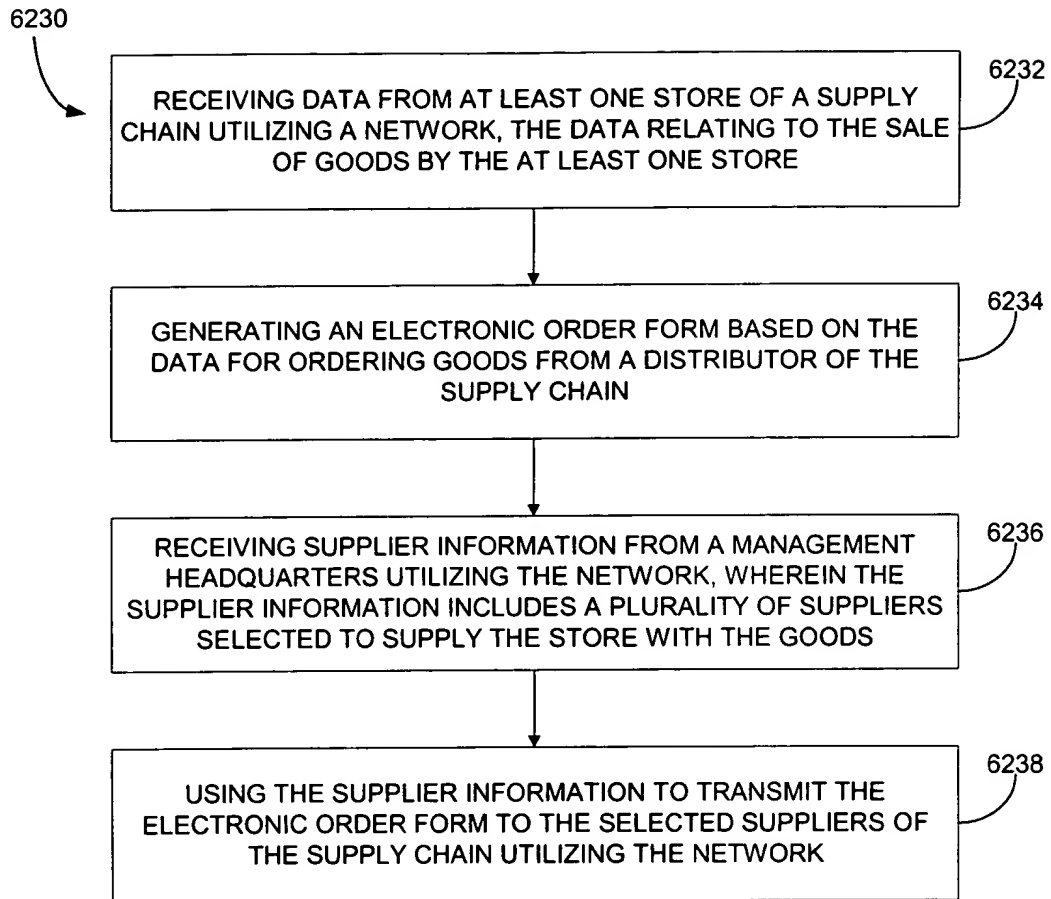 6230
6232
RECEIVING DATA FROM AT LEAST ONE STORE OF A SUPPLY
CHAIN UTILIZING A NETWORK, THE DATA RELATING TO THE SALE
OF GOODS BY THE AT LEAST ONE STORE
6234
GENERATING AN ELECTRONIC ORDER FORM BASED ON THE
DATA FOR ORDERING GOODS FROM A DISTRIBUTOR OF THE
SUPPLY CHAIN
6236
RECEIVING SUPPLIER INFORMATION FROM A MANAGEMENT
HEADQUARTERS UTILIZING THE NETWORK, WHEREIN THE
SUPPLIER INFORMATION INCLUDES A PLURALITY OF SUPPLIERS
SELECTED TO SUPPLY THE STORE WITH THE GOODS
6238
USING THE SUPPLIER INFORMATION TO TRANSMIT THE
ELECTRONIC ORDER FORM TO THE SELECTED SUPPLIERS OF
THE SUPPLY CHAIN UTILIZING THE NETWORK